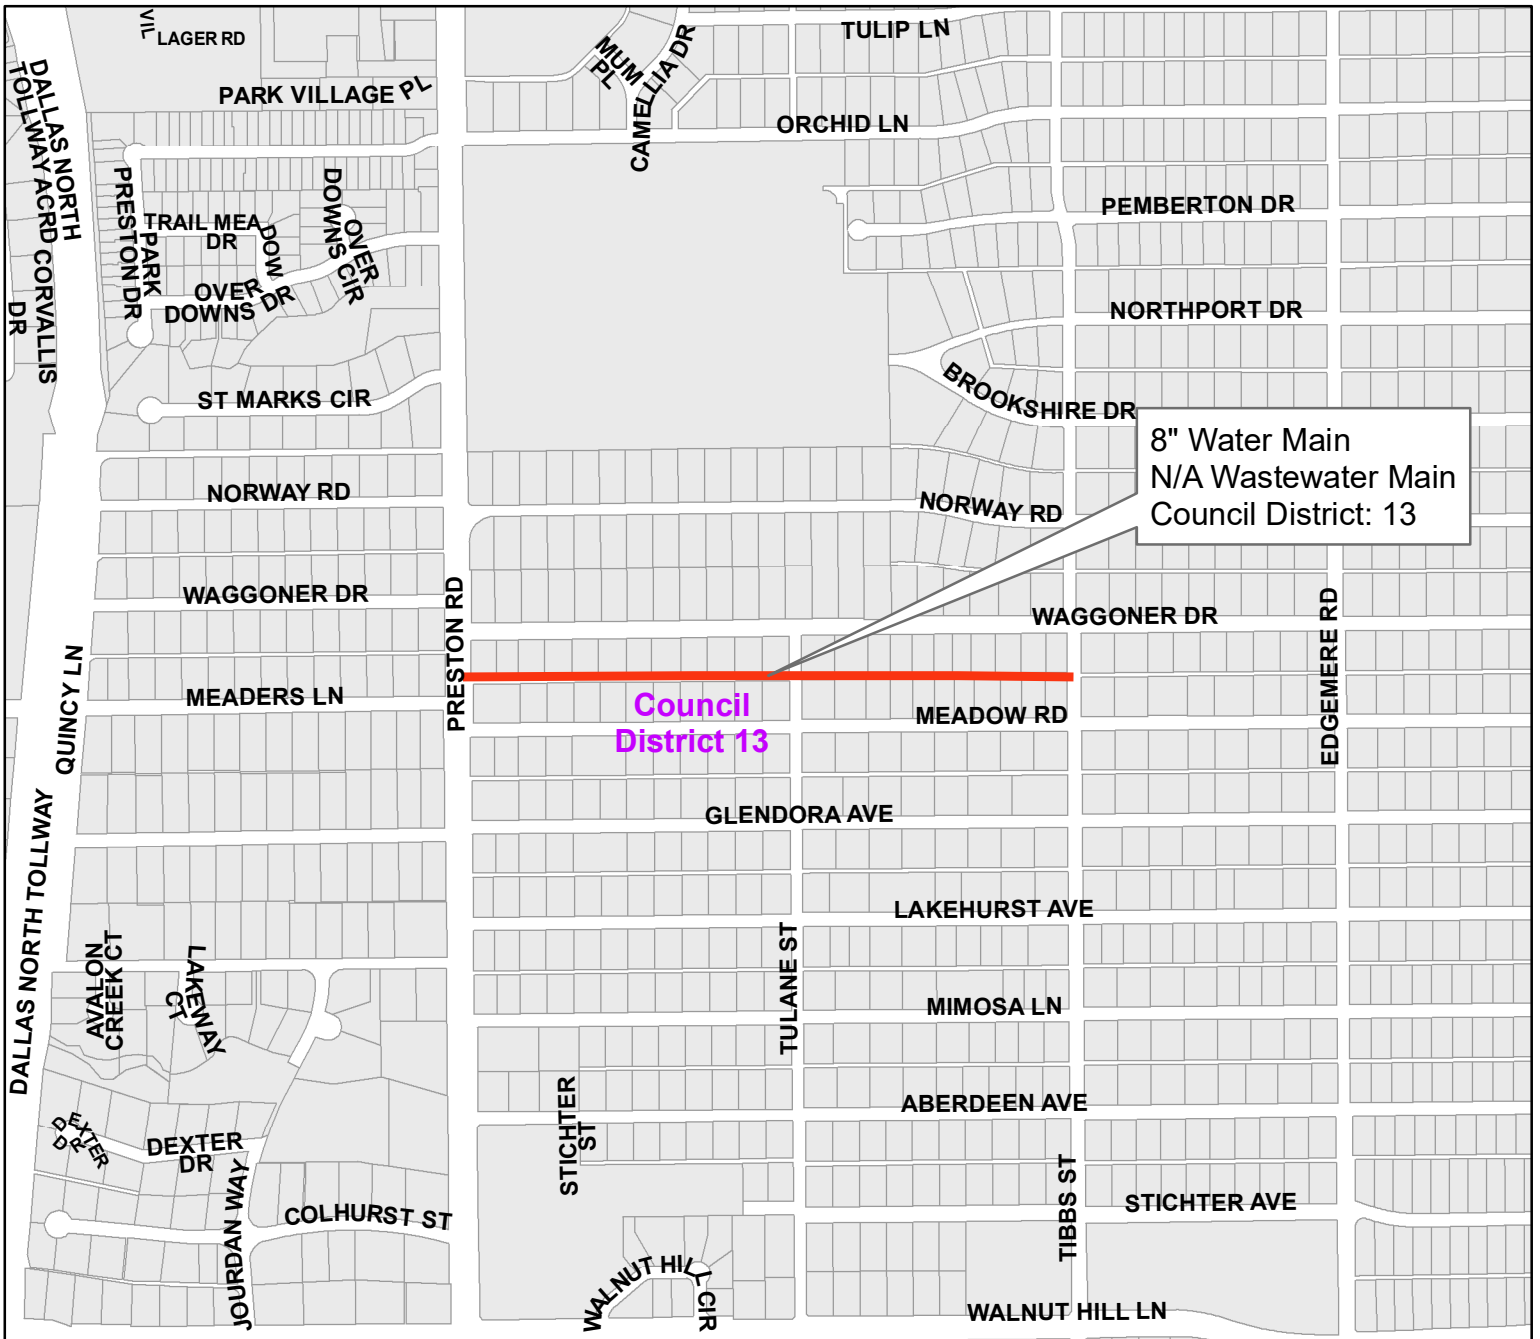 VIL
LAGER RD
TULIP LN
MUM
PL
CAMELLIA DR
PARK VILLAGE PL
ORCHID LN
DALLAS NORTH
TOLLWAY ACRD
CORVALLIS
DR
PRESTON DR
PARK
TRAIL MEA
DR
DOW
OVER
DOWNS CIR
OVER
DOWNS DR
PEMBERTON DR
NORTHPORT DR
BROOKSHIRE DR
ST MARKS CIR
8" Water Main
N/A Wastewater Main
Council District: 13
NORWAY RD
NORWAY RD
WAGGONER DR
WAGGONER DR
PRESTON RD
EDGEMERE RD
QUINCY LN
MEADERS LN
Council
District 13
MEADOW RD
GLENDORA AVE
DALLAS NORTH TOLLWAY
LAKEHURST AVE
AVALON
CREEK CT
LAKEWAY
CT
TULANE ST
MIMOSA LN
STICHTER
ST
ABERDEEN AVE
DEXTER
DR
DEXTER
DR
JOURDAN WAY
COLHURST ST
TIBBS ST
STICHTER AVE
WALNUT HILL CIR
WALNUT HILL LN